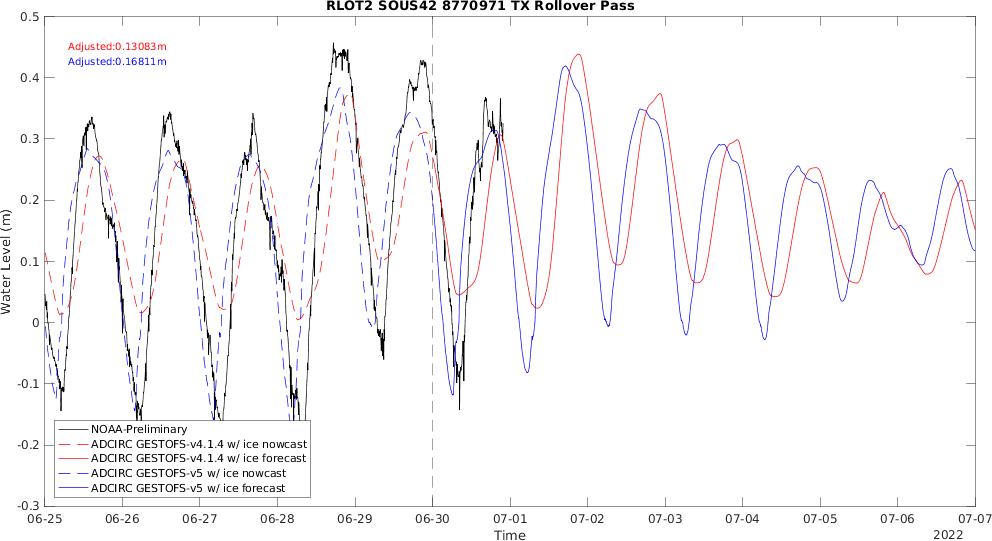 RLOT2 SOUS42 8770971 TX Rollover Pass
Adjusted:0.13083m
Adjusted:0.16811m
Water Level (m)
0.5
0.4
0.3
0.2
0.1
0
-0.1
-0.2
-0.3
NOAA-Preliminary
ADCIRC GESTOFS-v4.1.4 w/ ice nowcast
ADCIRC GESTOFS-v4.1.4 w/ ice forecast
ADCIRC GESTOFS-v5 w/ ice nowcast
ADCIRC GESTOFS-v5 w/ ice forecast
06-25 06-26 06-27 06-28 06-29 06-30 07-01 07-02 07-03 07-04 07-05 07-06 07-07
Time
2022